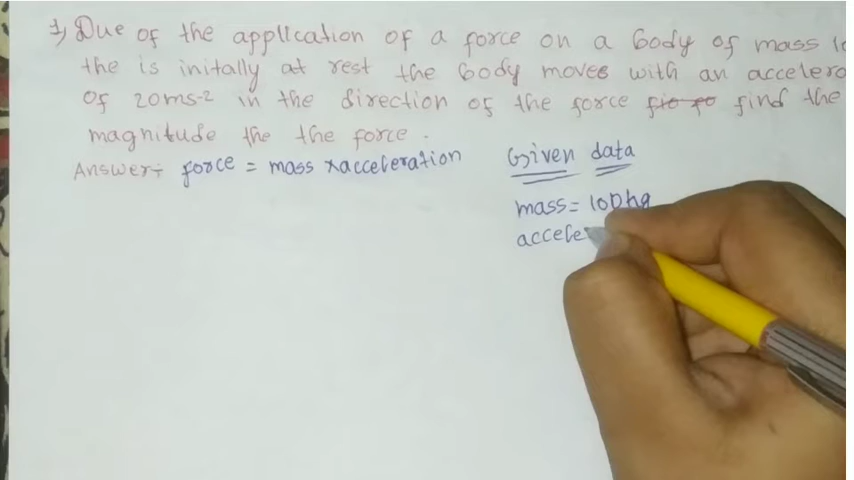 1, Due of the application of a force on a body of mass
the is initally at rest the body moves with an accelera
of 20ms-2 in the direction of the force find the
magnitude the the force.
Answer:- force = mass x acceleration
Given data
mass = 100kg
accele